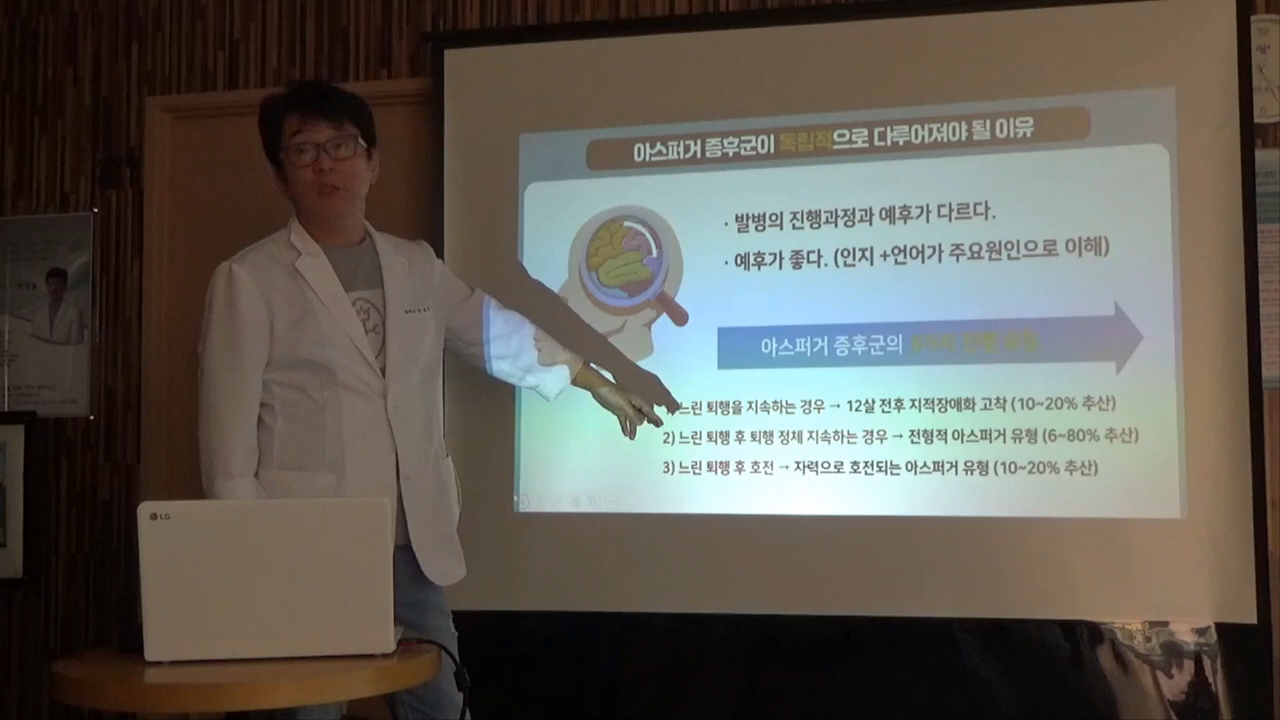 아스퍼거 증후군이 독립적으로 다루어져야 될 이유
· 발병의 진행과정과 예후가 다르다.
· 예후가 좋다. (인지 +언어가 주요원인으로 이해)
아스퍼거 증후군의
느린 퇴행을 지속하는 경우 → 12살 전후 지적장애화 고착 (10~20% 추산)
2) 느린 퇴행 후 퇴행 정체 지속하는 경우 → 전형적 아스퍼거 유형 (6~80% 추산)
3) 느린 퇴행 후 호전 → 자력으로 호전되는 아스퍼거 유형 (10~20% 추산)
LG